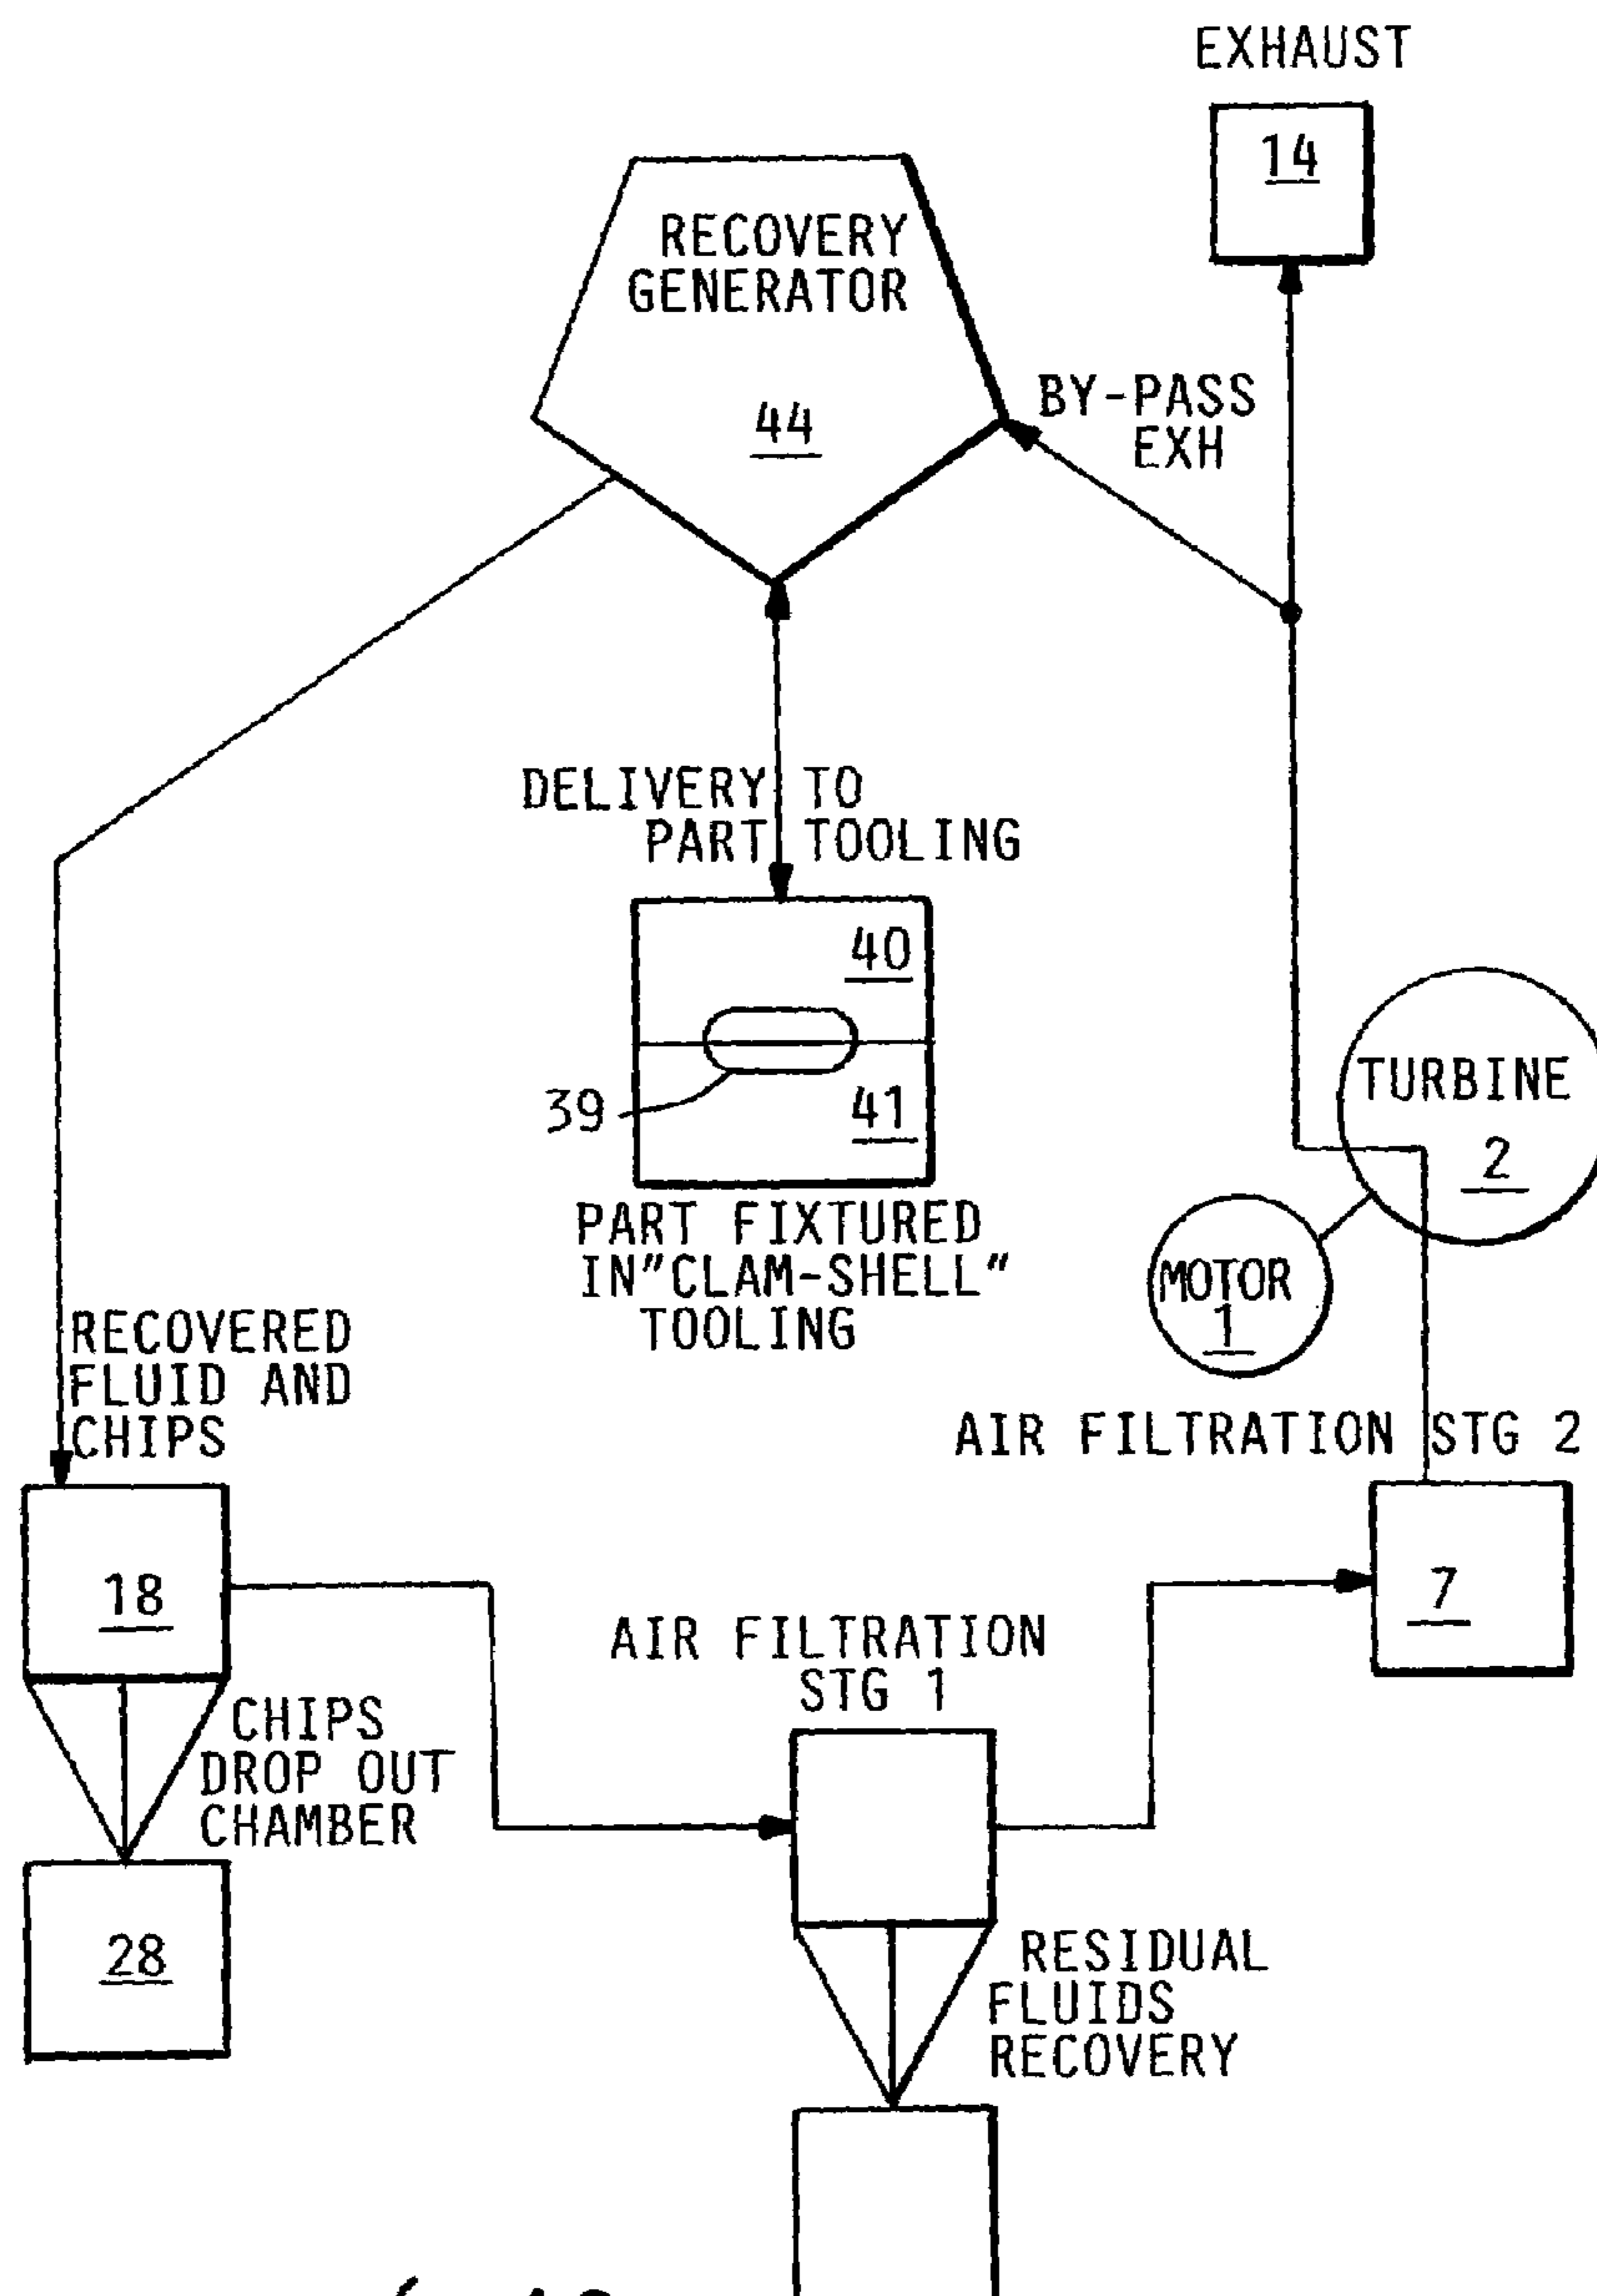 EXHAUST
14
RECOVERY
GENERATOR
44
BY-PASS
EXH
DELIVERY TO
PART TOOLING
40
39
41
PART FIXTURED
IN"CLAM-SHELL"
TOOLING
TURBINE
2
MOTOR
1
RECOVERED
FLUID AND
CHIPS
AIR FILTRATION STG 2
18
7
AIR FILTRATION
STG 1
CHIPS
DROP OUT
CHAMBER
28
RESIDUAL
FLUIDS
RECOVERY